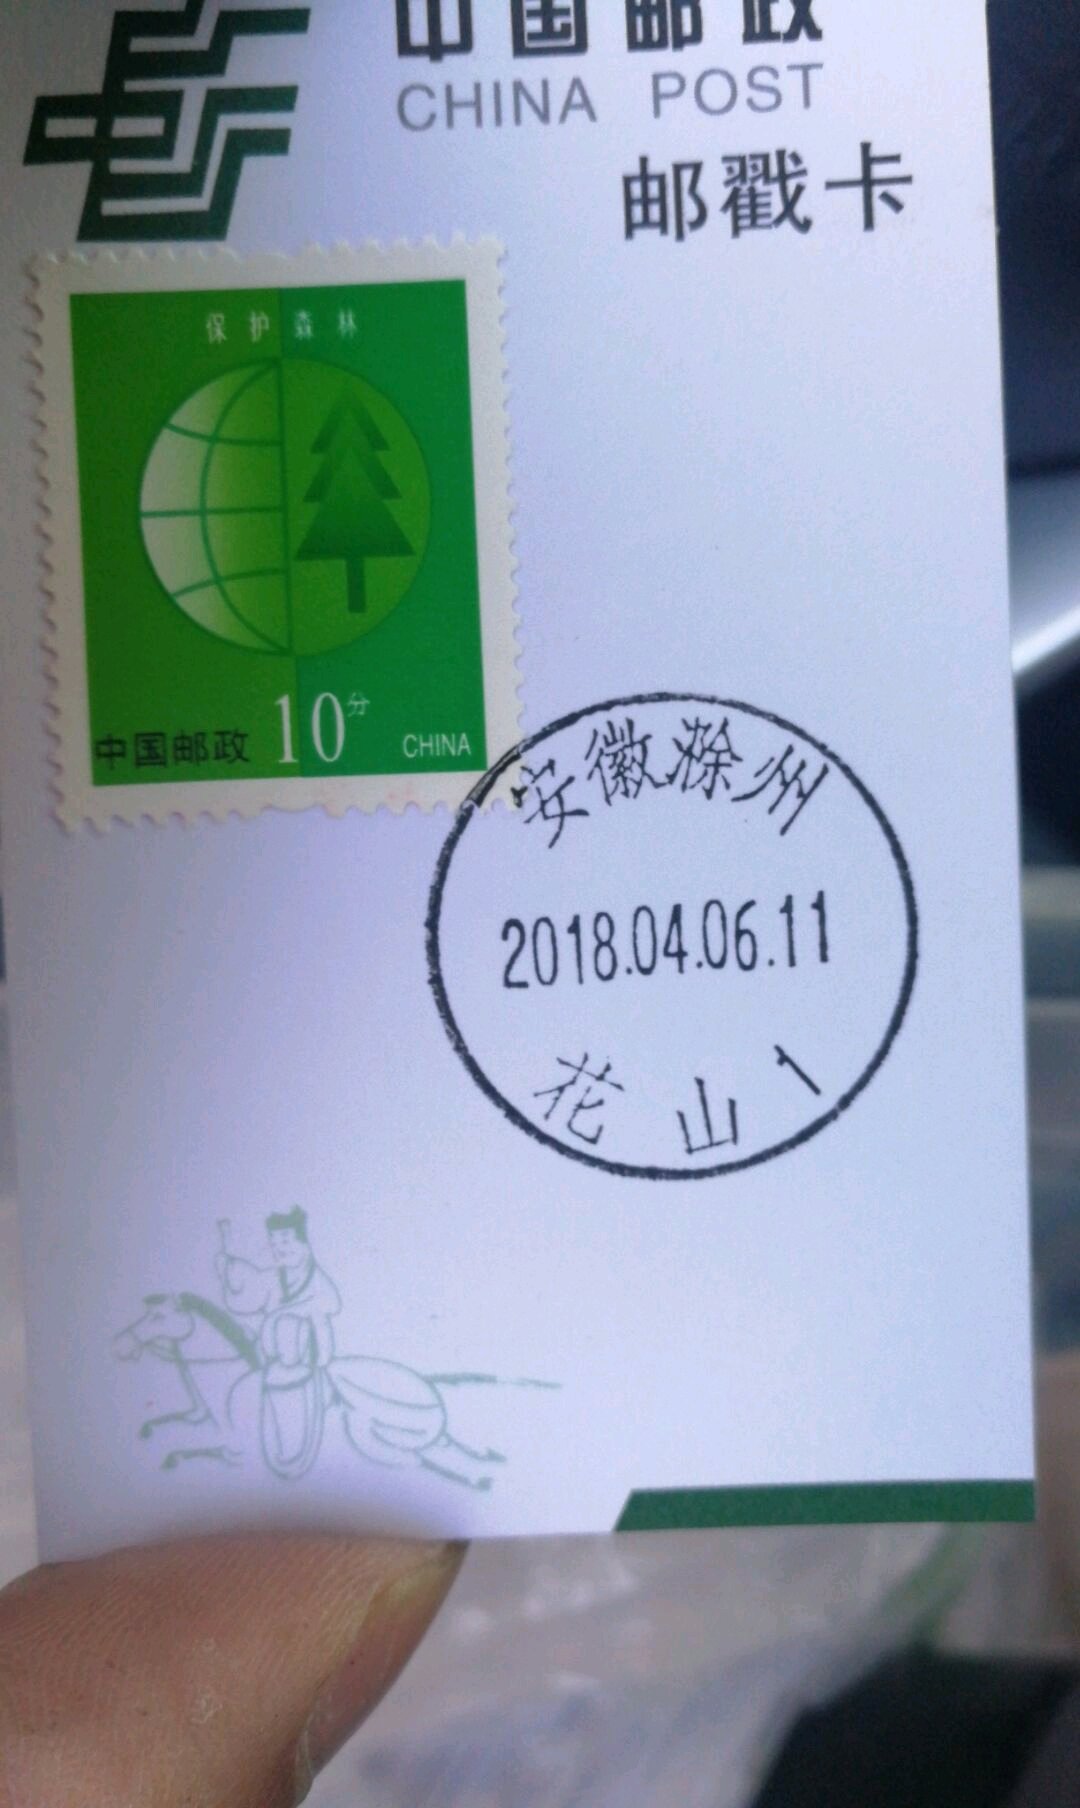 中国邮政
CHINA POST
邮戳卡
保护森林
10分
中国邮政 CHINA
安徽滁州
2018.04.06.11
花山1